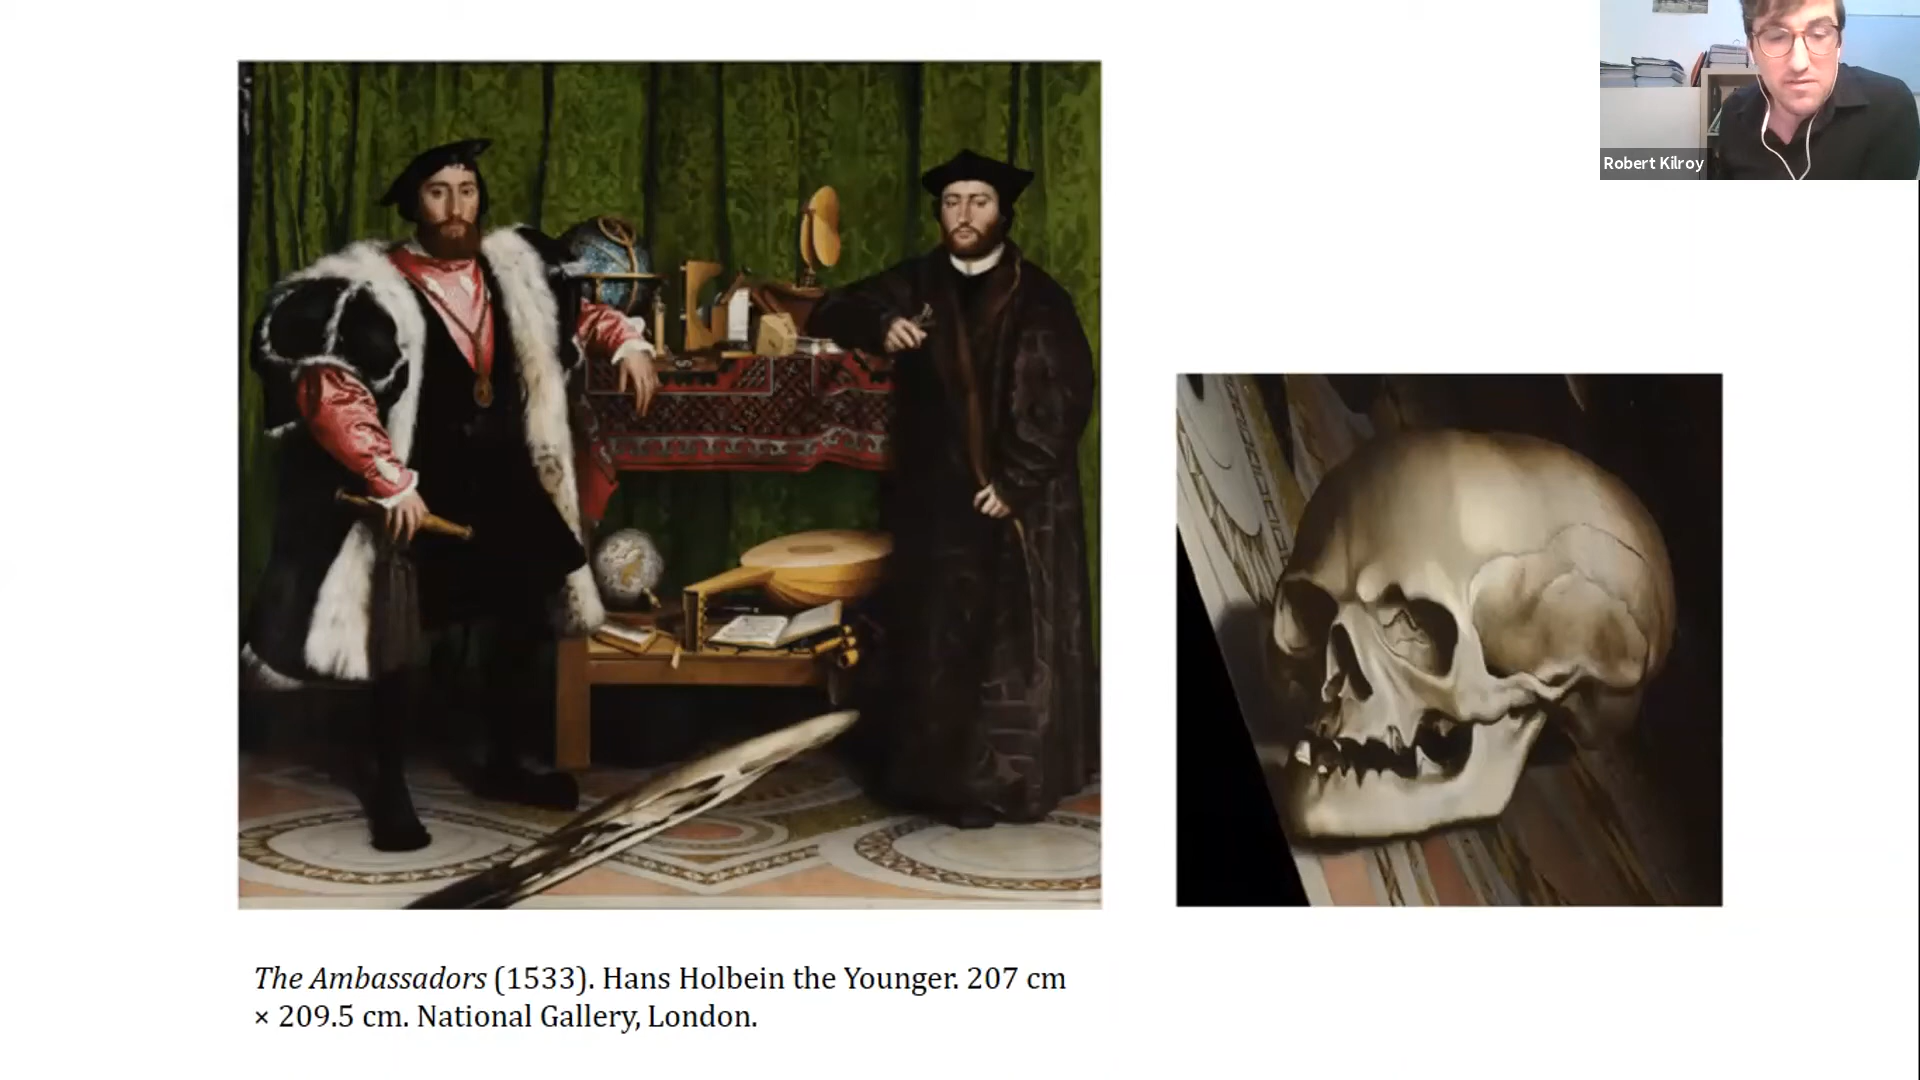 Robert Kilroy
The Ambassadors (1533). Hans Holbein the Younger. 207 cm
× 209.5 cm. National Gallery, London.